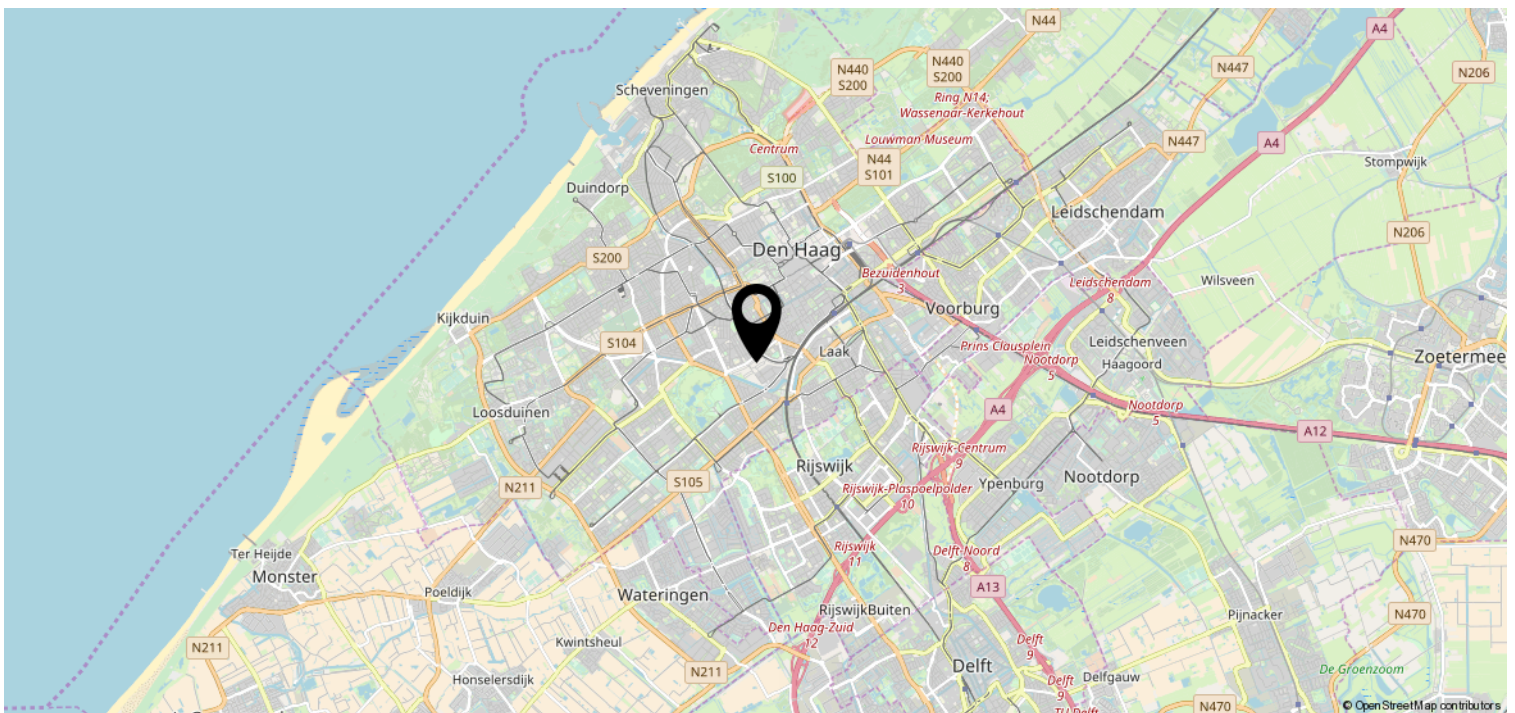 N44
A4
N440
S200
N440
S200
N447
N206
Scheveningen
Ring N14;
Wassenaar-Kerkehout
Centrum
Louwman Museum
N447
A4
N44
S101
Stompwijk
S100
Duindorp
Leidschendam
N206
Den Haag
S200
Bezuidenhout
3
Leidschendam
8
Wilsveen
Voorburg
Kijkduin
S104
Laak
Prins Clausplein
Leidschenveen
Nootdorp
5
Haagoord
Zoetermee
A4
Nootdorp
5
Loosduinen
A12
Rijswijk-Centrum
9
Rijswijk
Nootdorp
S105
N211
Rijswijk-Plaspoelpolder
10
Ypenburg
N470
Rijswijk
11
Delft-Noord
8
Ter Heijde
Monster
A13
Poeldijk
Wateringen
RijswijkBuiten
Pijnacker
N470
Den Haag-Zuid
12
Kwintsheul
Delft
9
N211
Delft
N211
De Groenzoom
Honselersdijk
Delft
9
Delfgauw
TU Delft
N470
© OpenStreetMap contributors